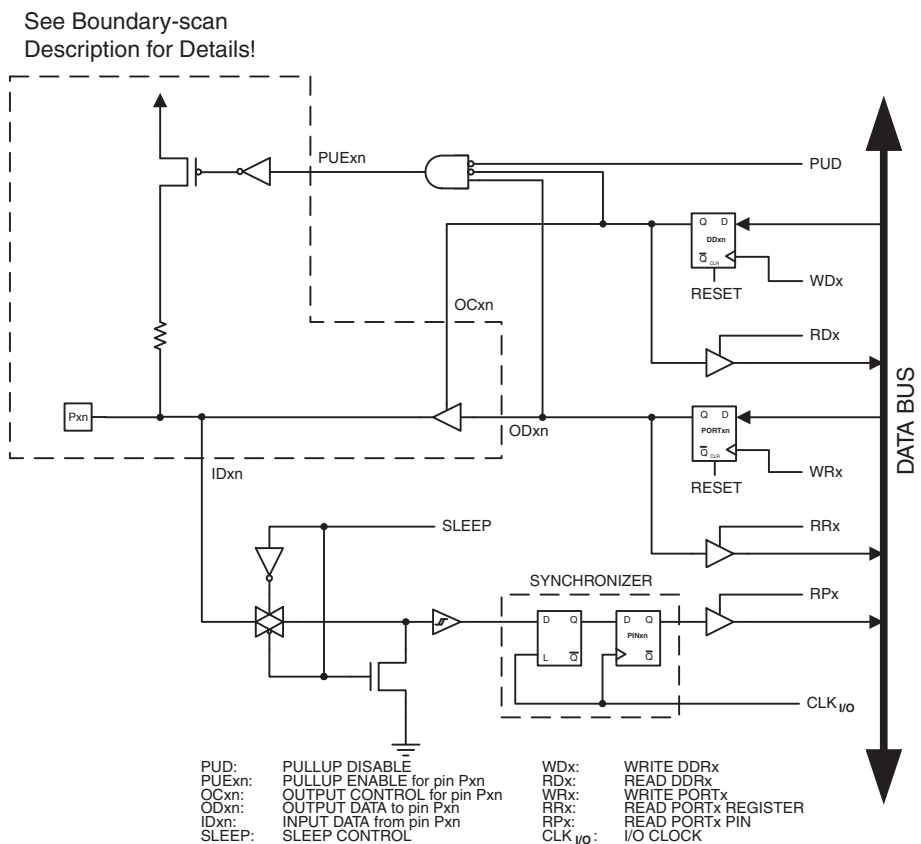 See Boundary-scan
Description for Details!
PUExn
PUD
Q D
DDxn
Q CLR
WDx
RESET
OCxn
RDx
Pxn
ODxn
Q D
PORTxn
Q CLR
WRx
RESET
IDxn
SLEEP
RRx
SYNCHRONIZER
RPx
D Q
L Q
D Q
PINxn
Q
CLK I/O
DATA BUS
PUD: PULLUP DISABLE
PUExn: PULLUP ENABLE for pin Pxn
OCxn: OUTPUT CONTROL for pin Pxn
ODxn: OUTPUT DATA to pin Pxn
IDxn: INPUT DATA from pin Pxn
SLEEP: SLEEP CONTROL
WDx: WRITE DDRx
RDx: READ DDRx
WRx: WRITE PORTx
RRx: READ PORTx REGISTER
RPx: READ PORTx PIN
CLK I/O: I/O CLOCK